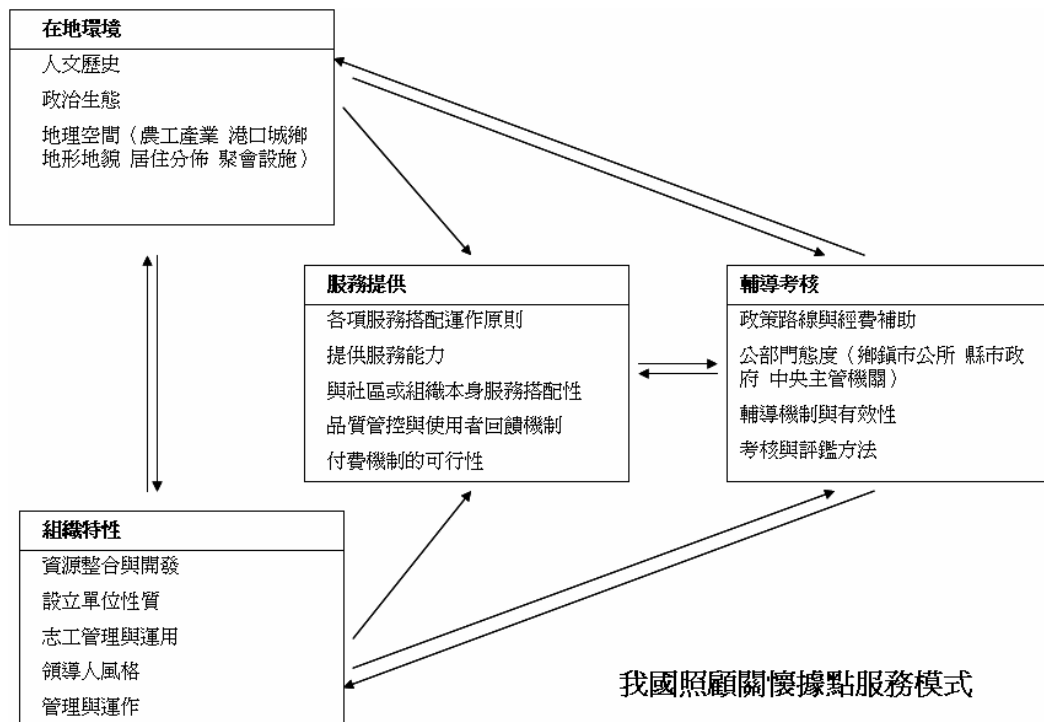 在地環境
人文歷史
政治生態
地理空間（農工產業 港口城鄉
地形地貌 居住分佈 聚會設施）
服務提供
各項服務搭配運作原則
提供服務能力
與社區或組織本身服務搭配性
品質管控與使用者回饋機制
付費機制的可行性
輔導考核
政策路線與經費補助
公部門態度（鄉鎮市公所 縣市政
府 中央主管機關）
輔導機制與有效性
考核與評鑑方法
組織特性
資源整合與開發
設立單位性質
志工管理與運用
領導人風格
管理與運作
我國照顧關懷據點服務模式